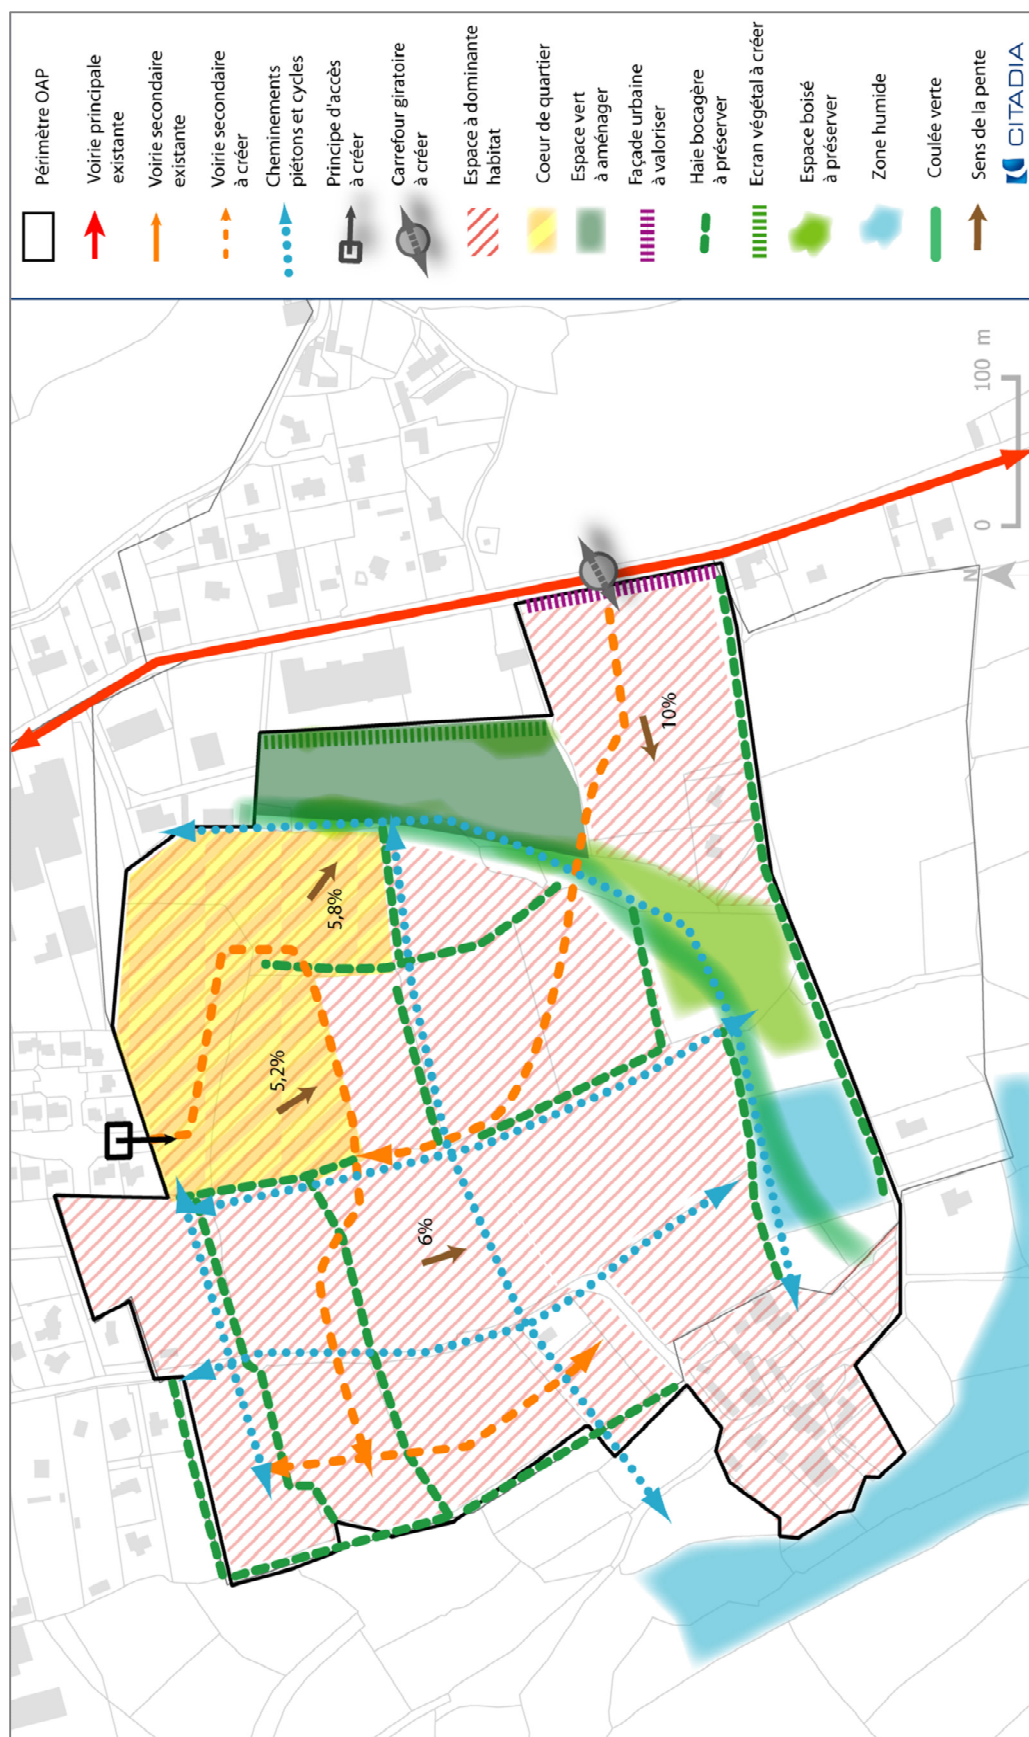 Périmètre OAP
Voirie principale
existante
Voirie secondaire
existante
Voirie secondaire
à créer
Cheminements
piétons et cycles
Principe d'accès
à créer
Carrefour giratoire
à créer
Espace à dominante
habitat
Coeur de quartier
Espace vert
à aménager
Façade urbaine
à valoriser
Haie bocagère
à préserver
Ecran végétal à créer
Espace boisé
à préserver
Zone humide
Coulée verte
Sens de la pente
CITADIA
5,8%
5,2%
6%
10%
N
0 100 m